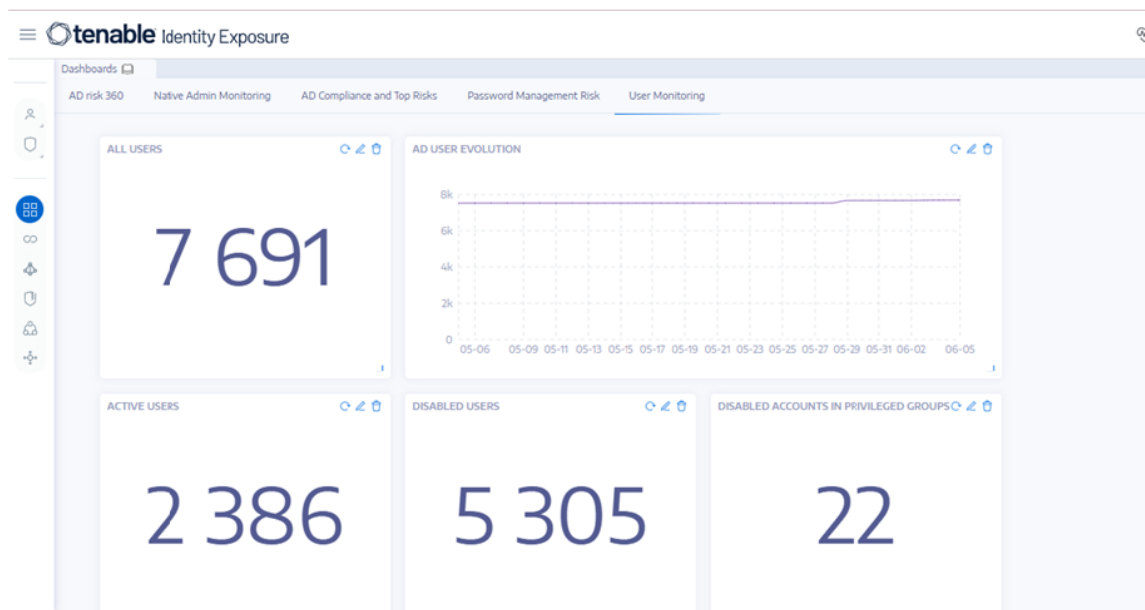 tenable Identity Exposure
Dashboards
AD risk 360 Native Admin Monitoring AD Compliance and Top Risks Password Management Risk User Monitoring
ALL USERS
7 691
AD USER EVOLUTION
8k
6k
4k
2k
0
05-06 05-09 05-11 05-13 05-15 05-17 05-19 05-21 05-23 05-25 05-27 05-29 05-31 06-02 06-05
ACTIVE USERS
2 386
DISABLED USERS
5 305
DISABLED ACCOUNTS IN PRIVILEGED GROUPS
22